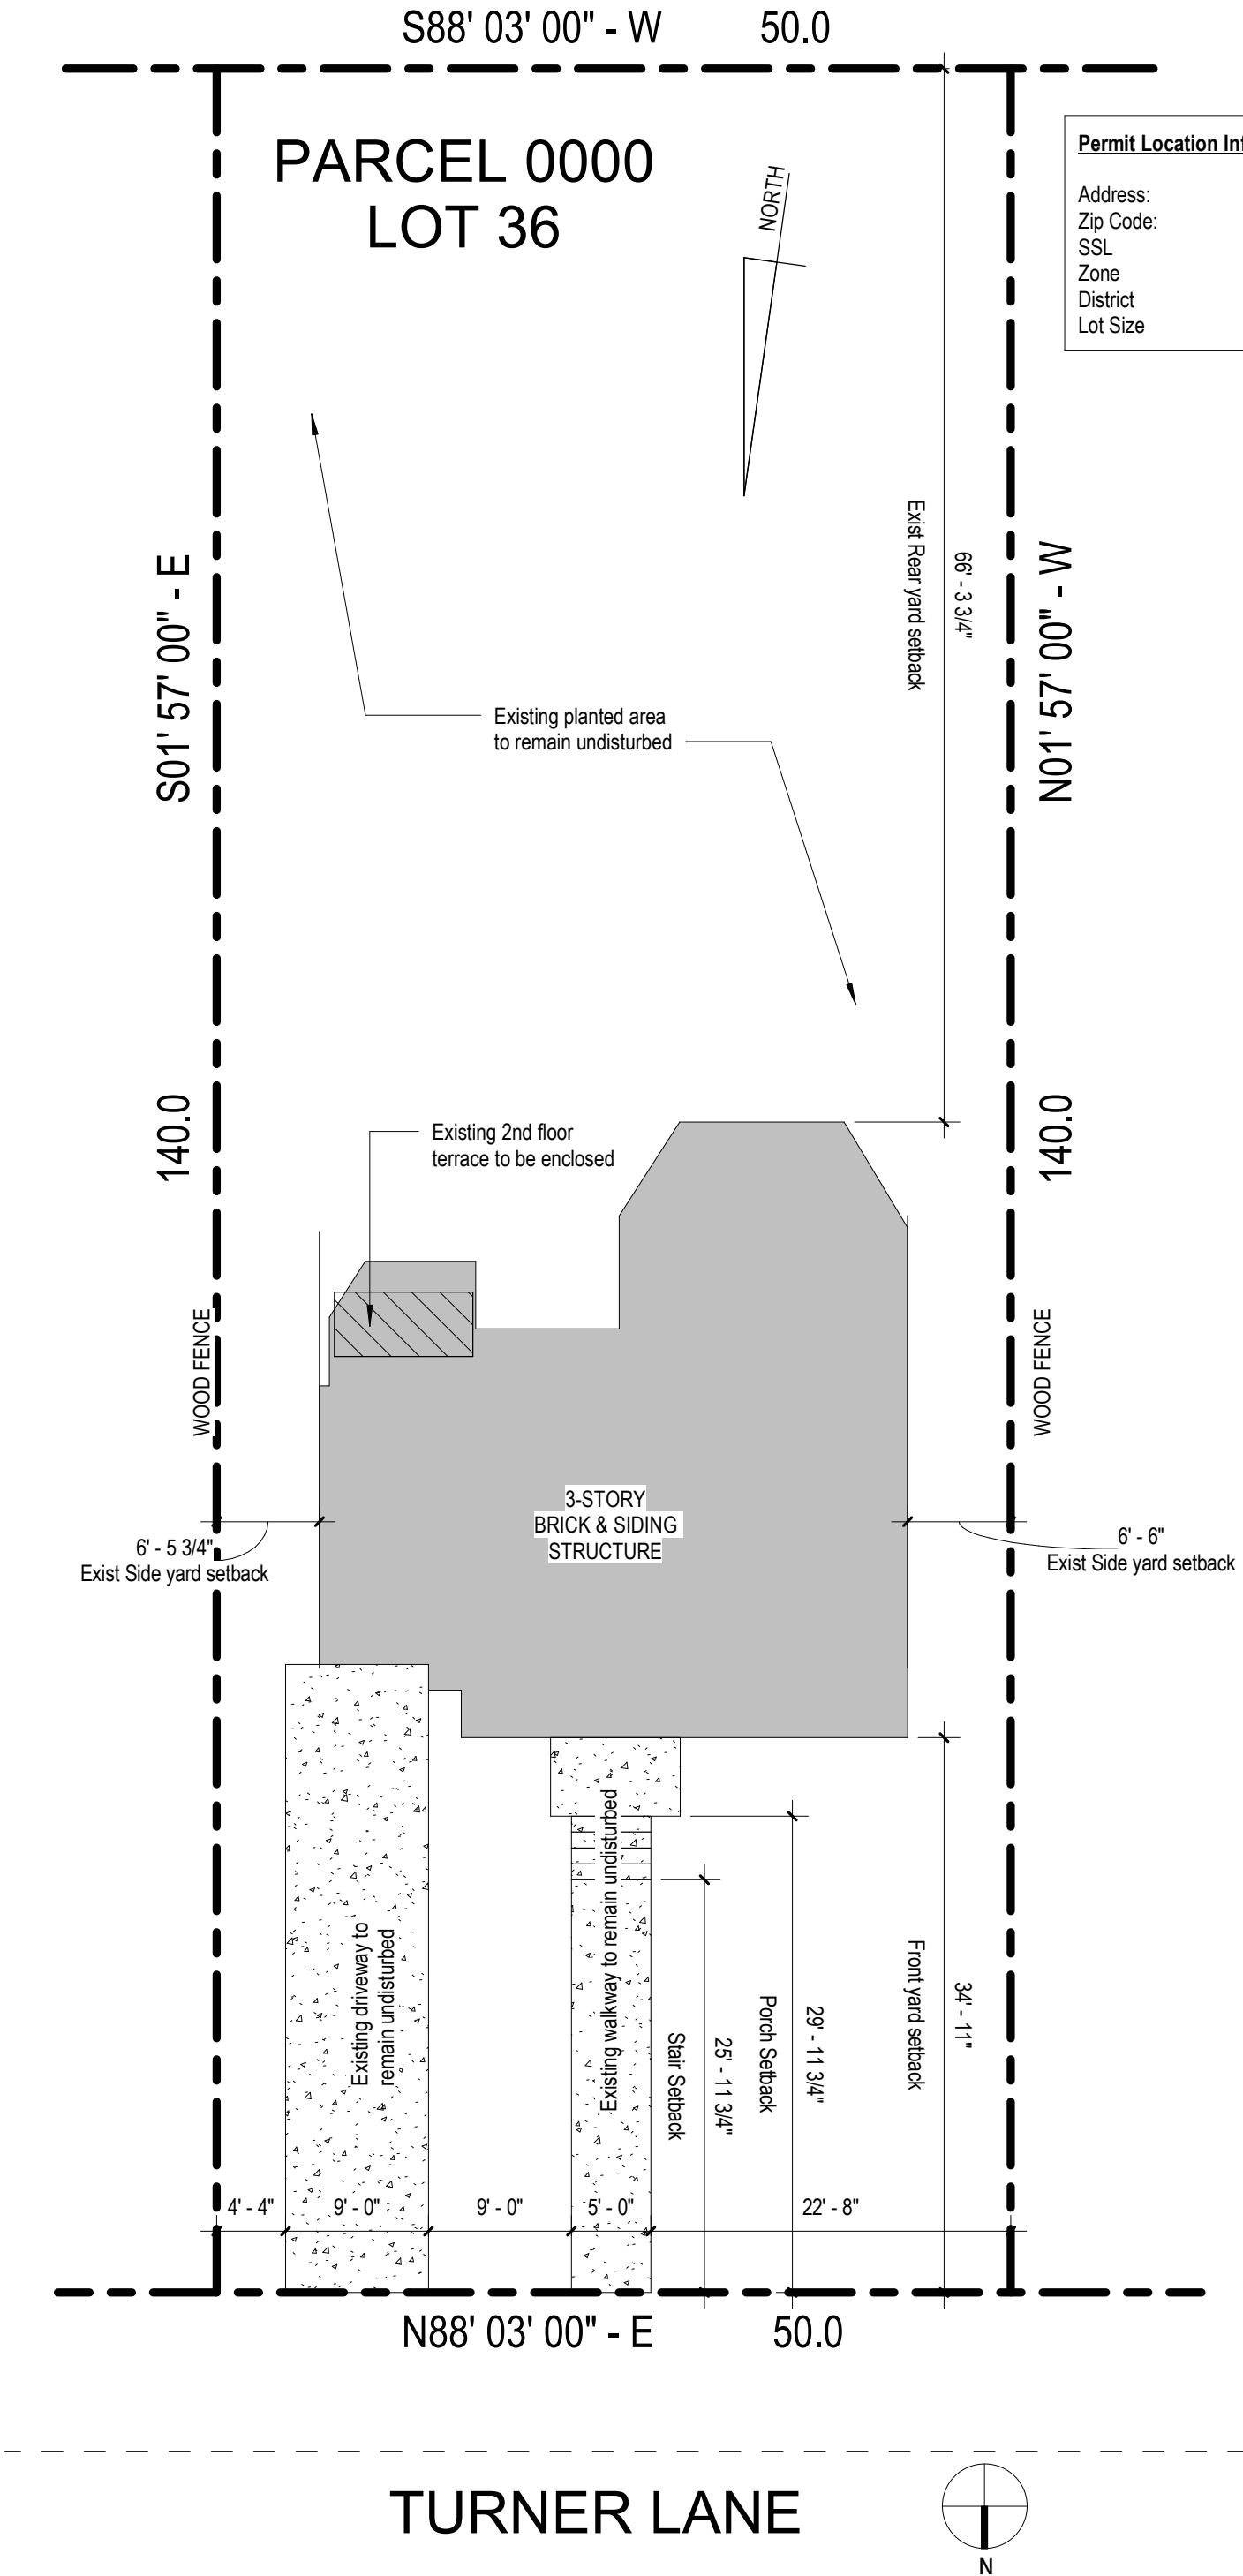 S88' 03' 00" - W 50.0
PARCEL 0000
LOT 36
NORTH
Permit Location In
Address:
Zip Code:
SSL
Zone
District
Lot Size
S01' 57' 00" - E
140.0
Exist Rear yard setback
66' - 3 3/4"
N01' 57' 00" - W
140.0
Existing planted area
to remain undisturbed
Existing 2nd floor
terrace to be enclosed
WOOD FENCE
WOOD FENCE
3-STORY
BRICK & SIDING
STRUCTURE
6' - 5 3/4"
Exist Side yard setback
6' - 6"
Exist Side yard setback
Existing driveway to
remain undisturbed
Existing walkway to remain undisturbed
Stair Setback
25' - 11 3/4"
Porch Setback
29' - 11 3/4"
Front yard setback
34' - 11"
4' - 4" 9' - 0" 9' - 0" 5' - 0" 22' - 8"
N88' 03' 00" - E 50.0
TURNER LANE
N